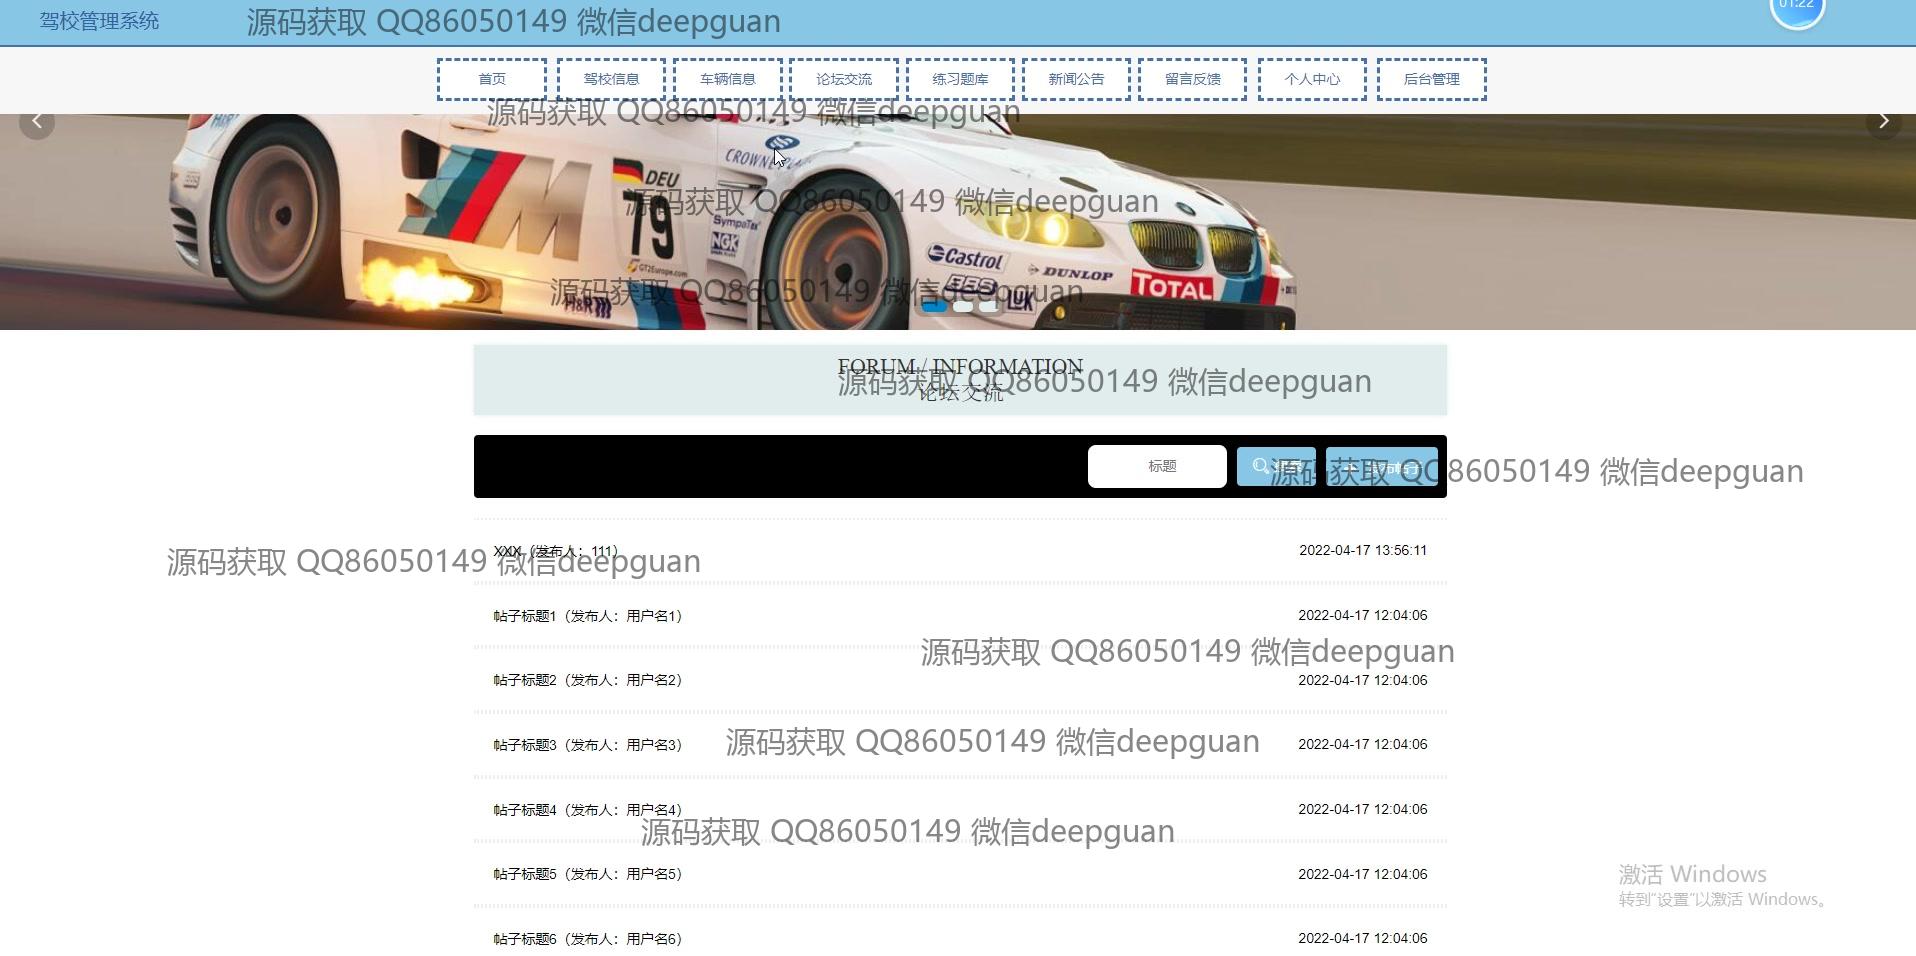 驾校管理系统
源码获取 QQ86050149 微信deepguan
01:22
首页 驾校信息 车辆信息 论坛交流 练习题库 新闻公告 留言反馈 个人中心 后台管理
源码获取 QQ86050149 微信deepguan
CROWNE PLAZA
DEU
源码获取 QQ86050149 微信deepguan
M
79
SympaTex
NGK
GT2Europe.com
Castrol
DUNLOP
TOTAL
源码获取 QQ86050149 微信deepguan
H&R
LUK
FORUM / INFORMATION
源码获取 QQ86050149 微信deepguan
论坛交流
标题
发布帖子
源码获取 QQ86050149 微信deepguan
XXX（发布人：111） 2022-04-17 13:56:11
源码获取 QQ86050149 微信deepguan
帖子标题1（发布人：用户名1） 2022-04-17 12:04:06
源码获取 QQ86050149 微信deepguan
帖子标题2（发布人：用户名2） 2022-04-17 12:04:06
源码获取 QQ86050149 微信deepguan
帖子标题3（发布人：用户名3） 2022-04-17 12:04:06
帖子标题4（发布人：用户名4） 2022-04-17 12:04:06
源码获取 QQ86050149 微信deepguan
帖子标题5（发布人：用户名5） 2022-04-17 12:04:06
激活 Windows
转到"设置"以激活 Windows。
帖子标题6（发布人：用户名6） 2022-04-17 12:04:06